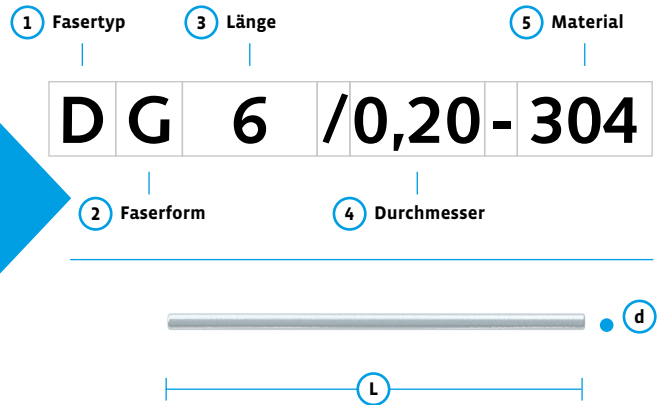 1 Fasertyp 3 Länge 5 Material
D G 6 /0,20- 304
2 Faserform 4 Durchmesser
d
L